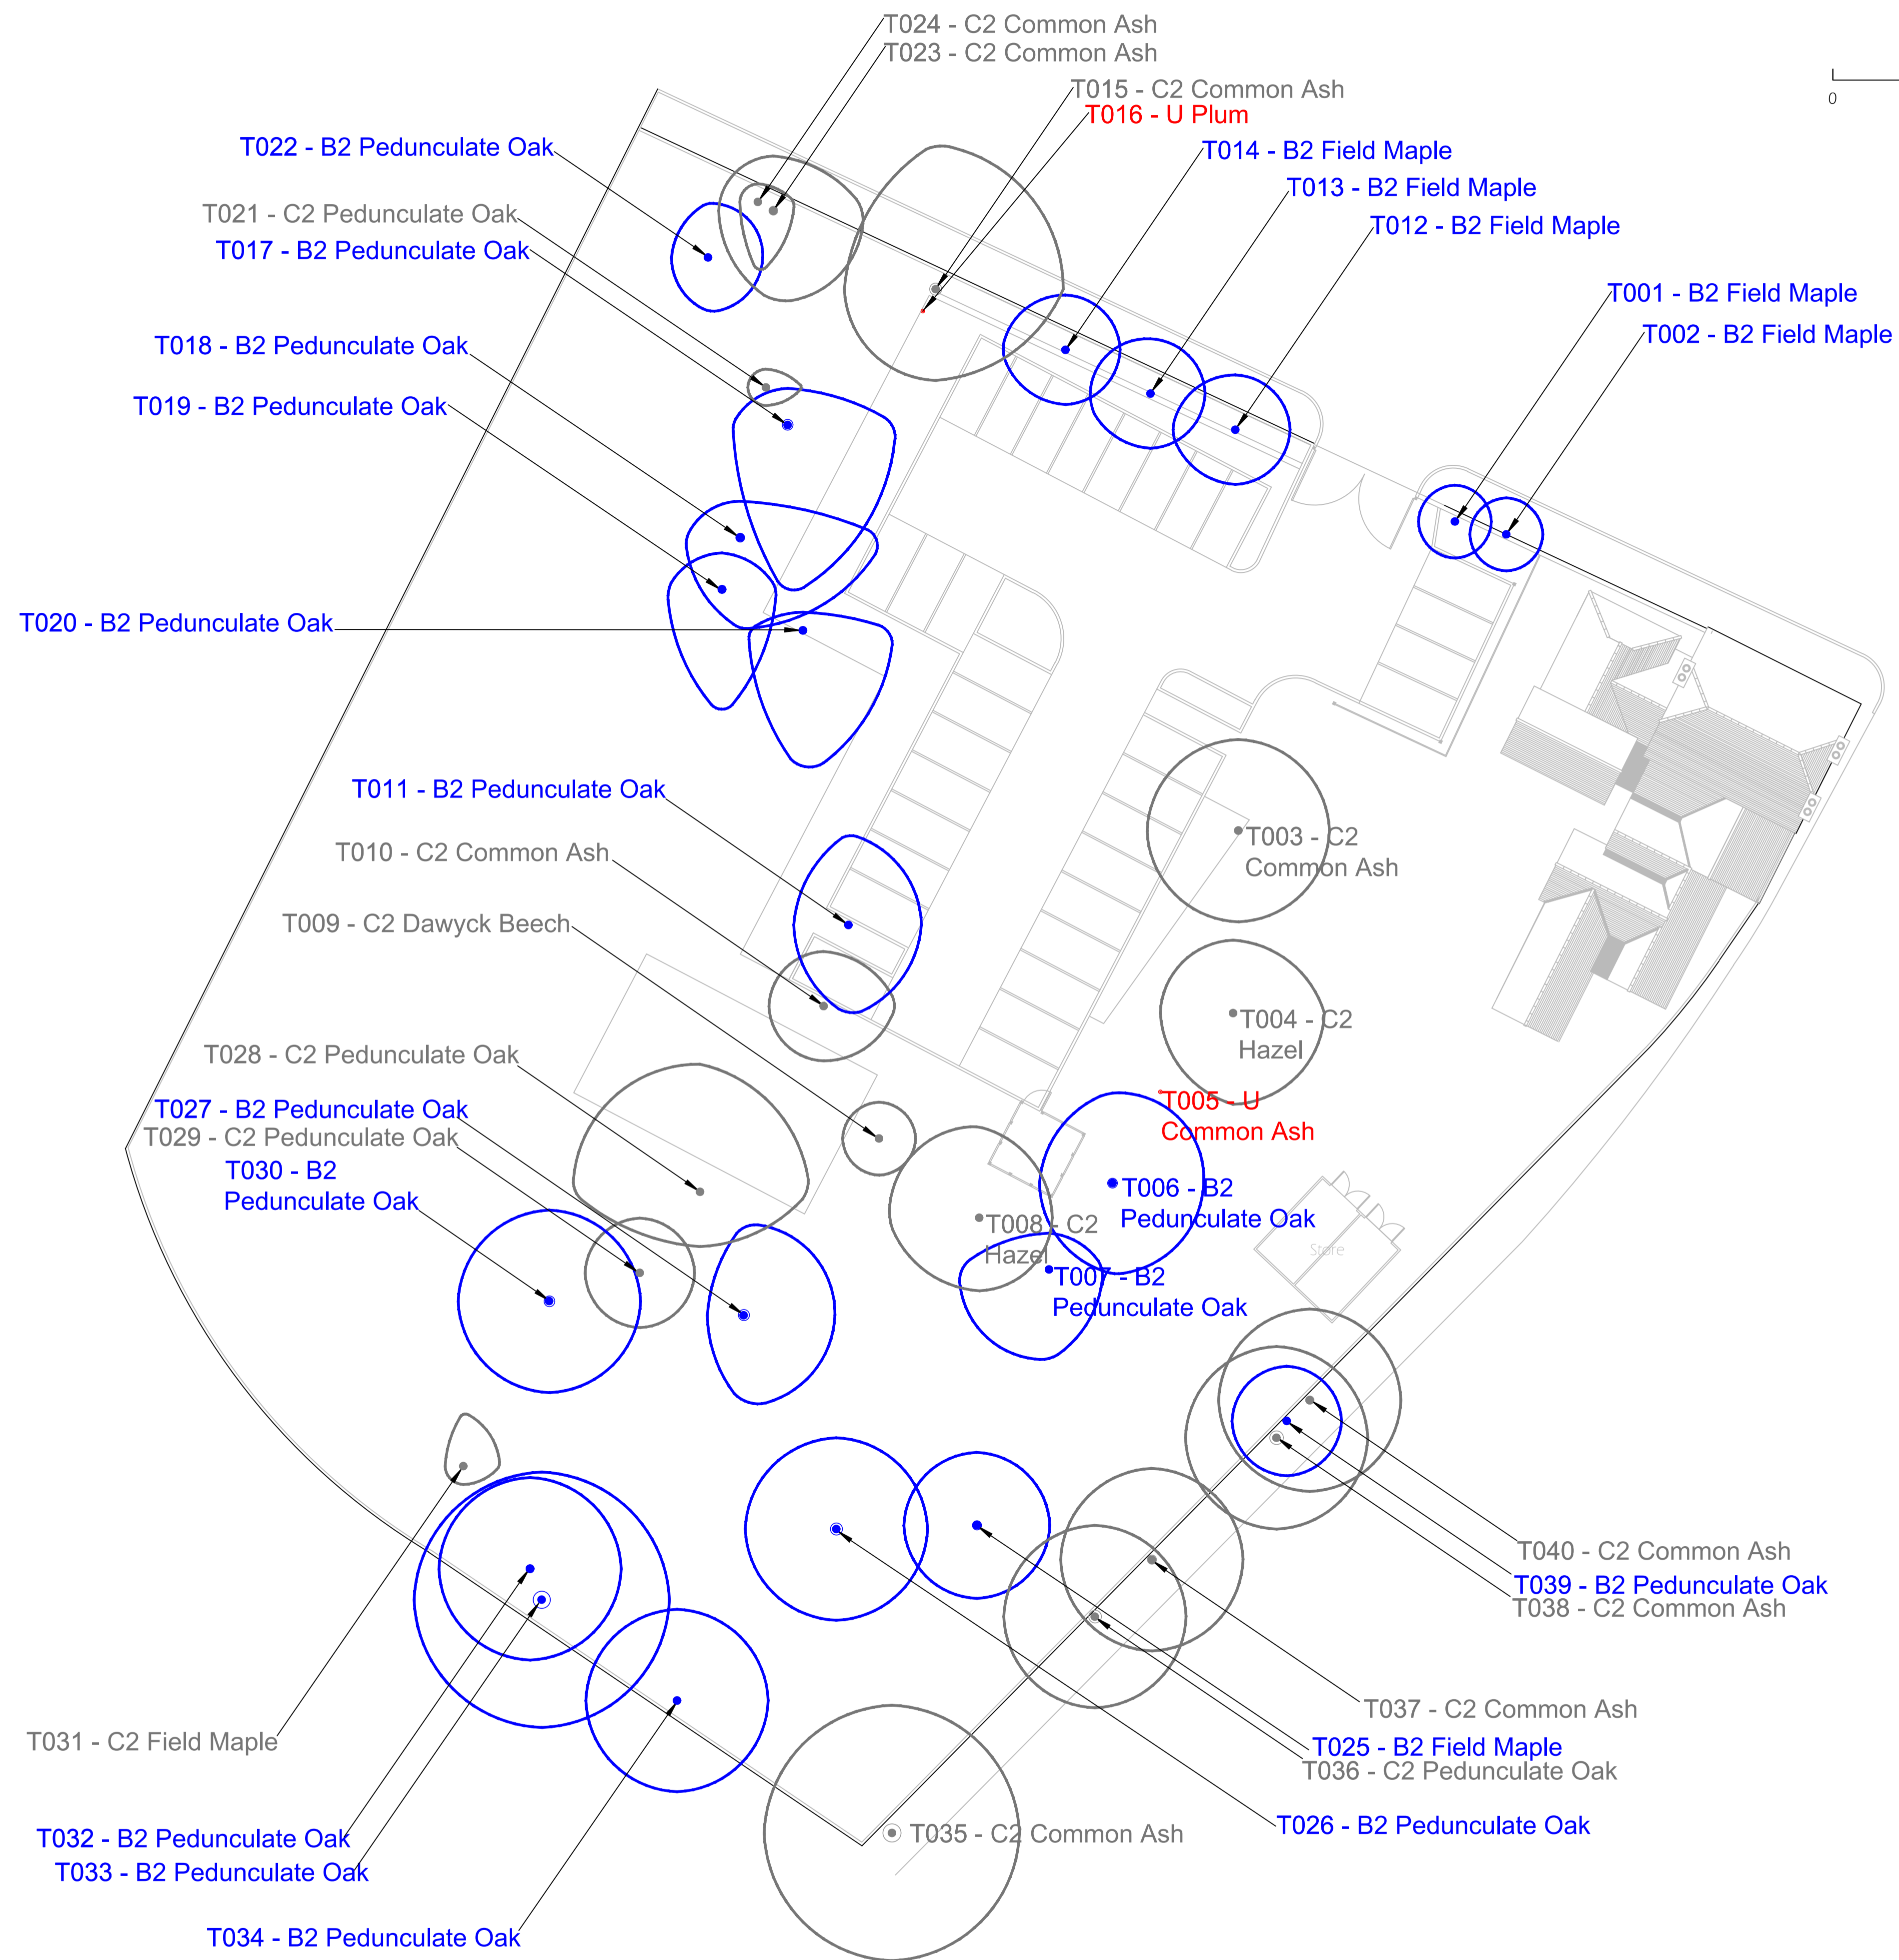 T024 - C2 Common Ash
T023 - C2 Common Ash
T015 - C2 Common Ash
0
T016 - U Plum
T022 - B2 Pedunculate Oak
T014 - B2 Field Maple
T013 - B2 Field Maple
T021 - C2 Pedunculate Oak
T012 - B2 Field Maple
T017 - B2 Pedunculate Oak
T001 - B2 Field Maple
T002 - B2 Field Maple
T018 - B2 Pedunculate Oak
T019 - B2 Pedunculate Oak
T020 - B2 Pedunculate Oak
T011 - B2 Pedunculate Oak
T003 - C2
Common Ash
T010 - C2 Common Ash
T009 - C2 Dawyck Beech
T004 - C2
Hazel
T028 - C2 Pedunculate Oak
T005 - U
Common Ash
T027 - B2 Pedunculate Oak
T029 - C2 Pedunculate Oak
T030 - B2
Pedunculate Oak
T006 - B2
Pedunculate Oak
T008 - C2
Hazel
Store
T007 - B2
Pedunculate Oak
T040 - C2 Common Ash
T039 - B2 Pedunculate Oak
T038 - C2 Common Ash
T037 - C2 Common Ash
T031 - C2 Field Maple
T025 - B2 Field Maple
T036 - C2 Pedunculate Oak
T026 - B2 Pedunculate Oak
T035 - C2 Common Ash
T032 - B2 Pedunculate Oak
T033 - B2 Pedunculate Oak
T034 - B2 Pedunculate Oak